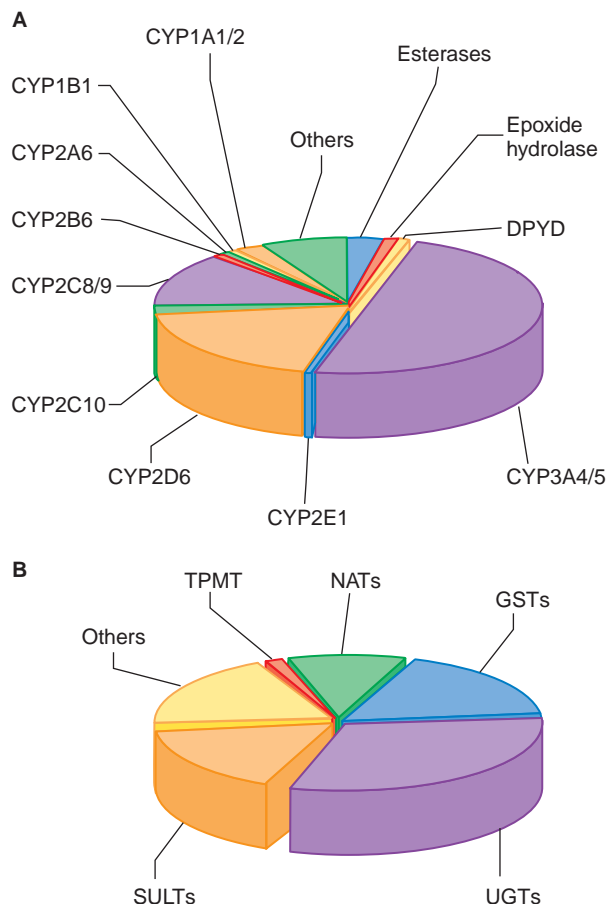 A
CYP1A1/2
Esterases
CYP1B1
Epoxide
hydrolase
CYP2A6
Others
CYP2B6
DPYD
CYP2C8/9
CYP2C10
CYP2D6
CYP3A4/5
CYP2E1
B
TPMT
NATs
GSTs
Others
SULTs
UGTs